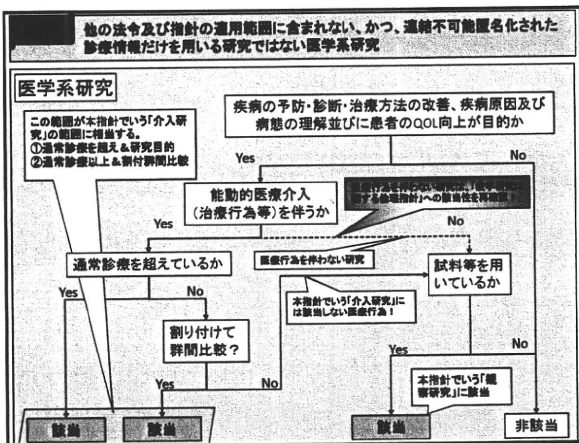 他の法令及び指針の適用範囲に含まれない、かつ、連結不可能匿名化された
診療情報だけを用いる研究ではない医学系研究
医学系研究
この範囲が本指針でいう「介入研
究」の範囲に相当する。
①通常診療を超え＆研究目的
②通常診療以上＆割付群間比較
疾病の予防・診断・治療方法の改善、疾病原因及び
病態の理解並びに患者のQOL向上が目的か
Yes
No
能動的医療介入
(治療行為等)を伴うか
Yes
No
通常診療を超えているか
医療行為を伴わない研究
試料等を用
いているか
Yes
No
本指針でいう「介入研究」に
は該当しない医療行為！
割り付けて
群間比較？
Yes
No
Yes
No
本指針でいう「観
察研究」に該当
該当
該当
該当
非該当